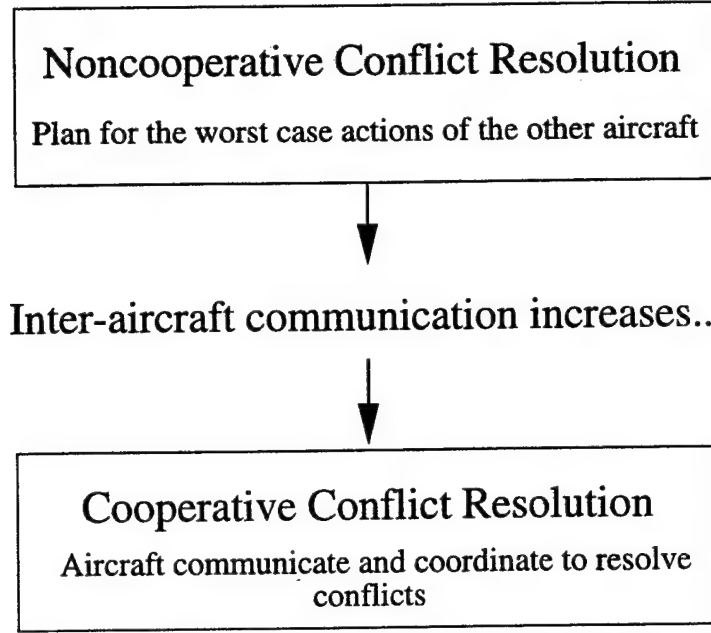 Noncooperative Conflict Resolution
Plan for the worst case actions of the other aircraft
Inter-aircraft communication increases..
Cooperative Conflict Resolution
Aircraft communicate and coordinate to resolve
conflicts